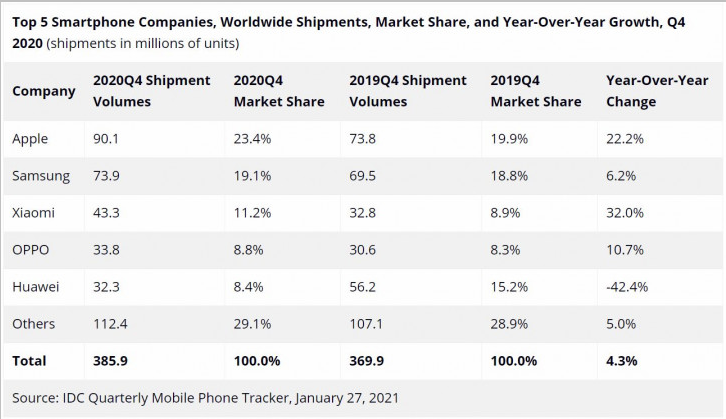 Top 5 Smartphone Companies, Worldwide Shipments, Market Share, and Year-Over-Year Growth, Q4
2020 (shipments in millions of units)
Company 2020Q4 Shipment Volumes 2020Q4 Market Share 2019Q4 Shipment Volumes 2019Q4 Market Share Year-Over-Year Change
Apple 90.1 23.4% 73.8 19.9% 22.2%
Samsung 73.9 19.1% 69.5 18.8% 6.2%
Xiaomi 43.3 11.2% 32.8 8.9% 32.0%
OPPO 33.8 8.8% 30.6 8.3% 10.7%
Huawei 32.3 8.4% 56.2 15.2% -42.4%
Others 112.4 29.1% 107.1 28.9% 5.0%
Total 385.9 100.0% 369.9 100.0% 4.3%
Source: IDC Quarterly Mobile Phone Tracker, January 27, 2021